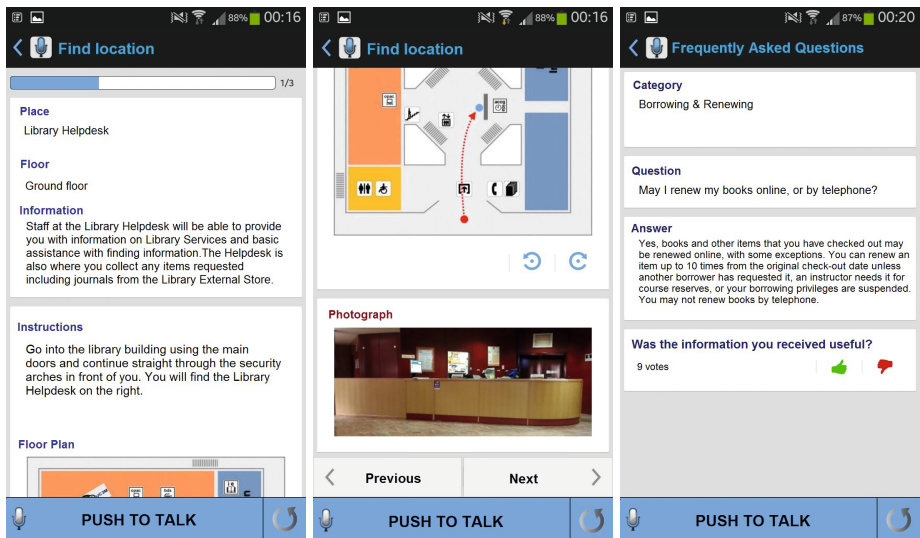 88% 00:16
Find location
1/3
Place
Library Helpdesk
Floor
Ground floor
Information
Staff at the Library Helpdesk will be able to provide
you with information on Library Services and basic
assistance with finding information.The Helpdesk is
also where you collect any items requested
including journals from the Library External Store.
Instructions
Go into the library building using the main
doors and continue straight through the security
arches in front of you. You will find the Library
Helpdesk on the right.
Floor Plan
PUSH TO TALK
88% 00:16
Find location
Photograph
Previous
Next
PUSH TO TALK
87% 00:20
Frequently Asked Questions
Category
Borrowing & Renewing
Question
May I renew my books online, or by telephone?
Answer
Yes, books and other items that you have checked out may
be renewed online, with some exceptions. You can renew an
item up to 10 times from the original check-out date unless
another borrower has requested it, an instructor needs it for
course reserves, or your borrowing privileges are suspended.
You may not renew books by telephone.
Was the information you received useful?
9 votes
PUSH TO TALK